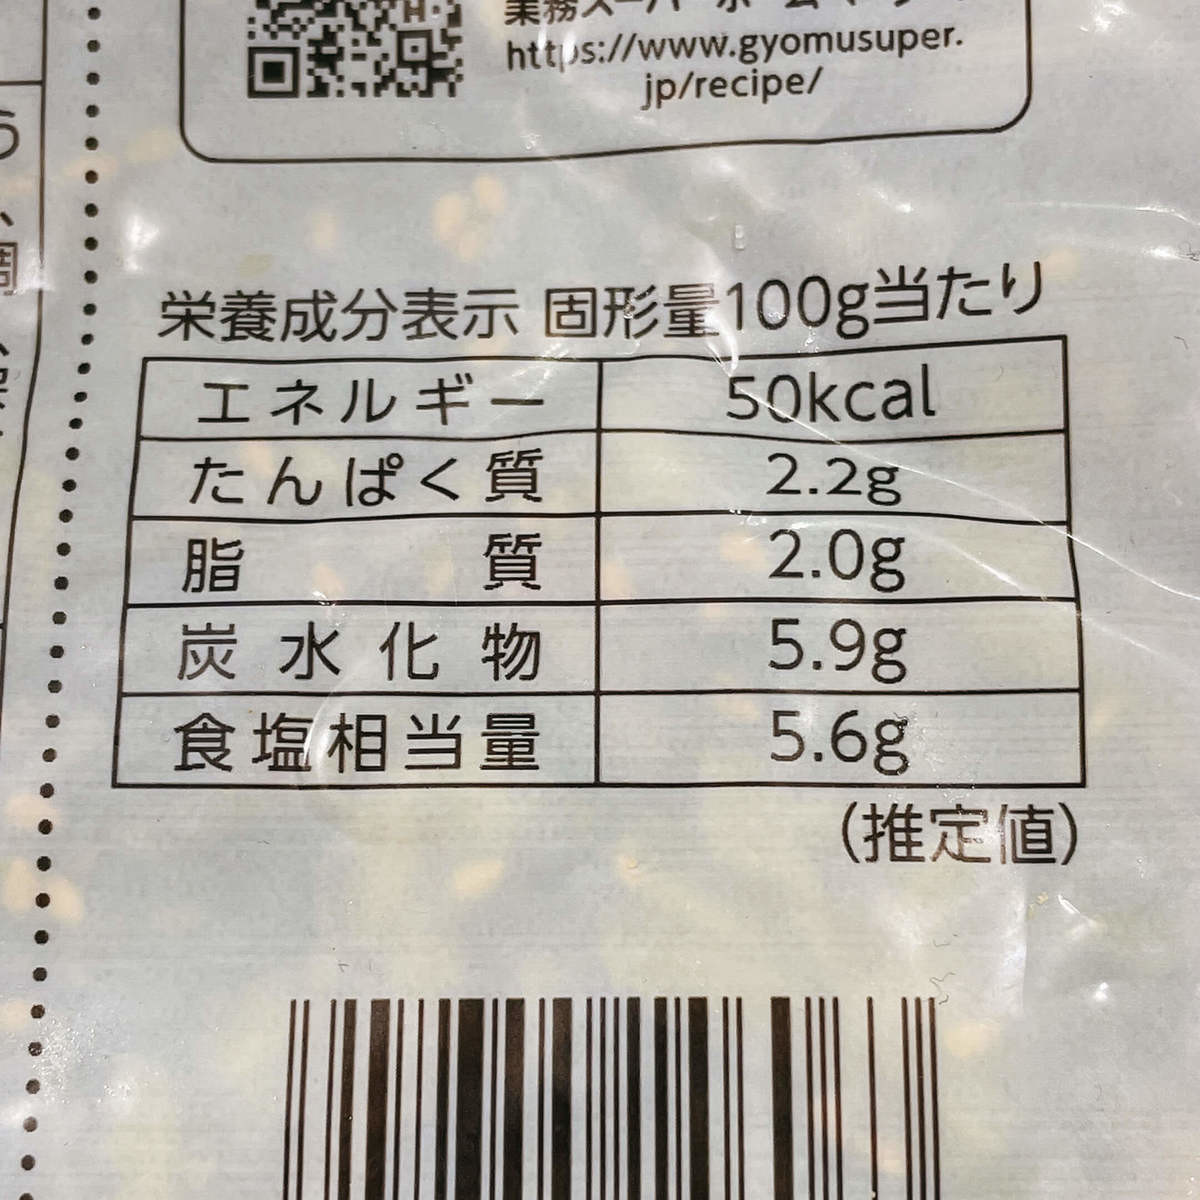 https://www.gyomusuper.
jp/recipe/
栄養成分表示 固形量100g当たり
エネルギー 50kcal
たんぱく質 2.2g
脂質 2.0g
炭水化物 5.9g
食塩相当量 5.6g
(推定値)